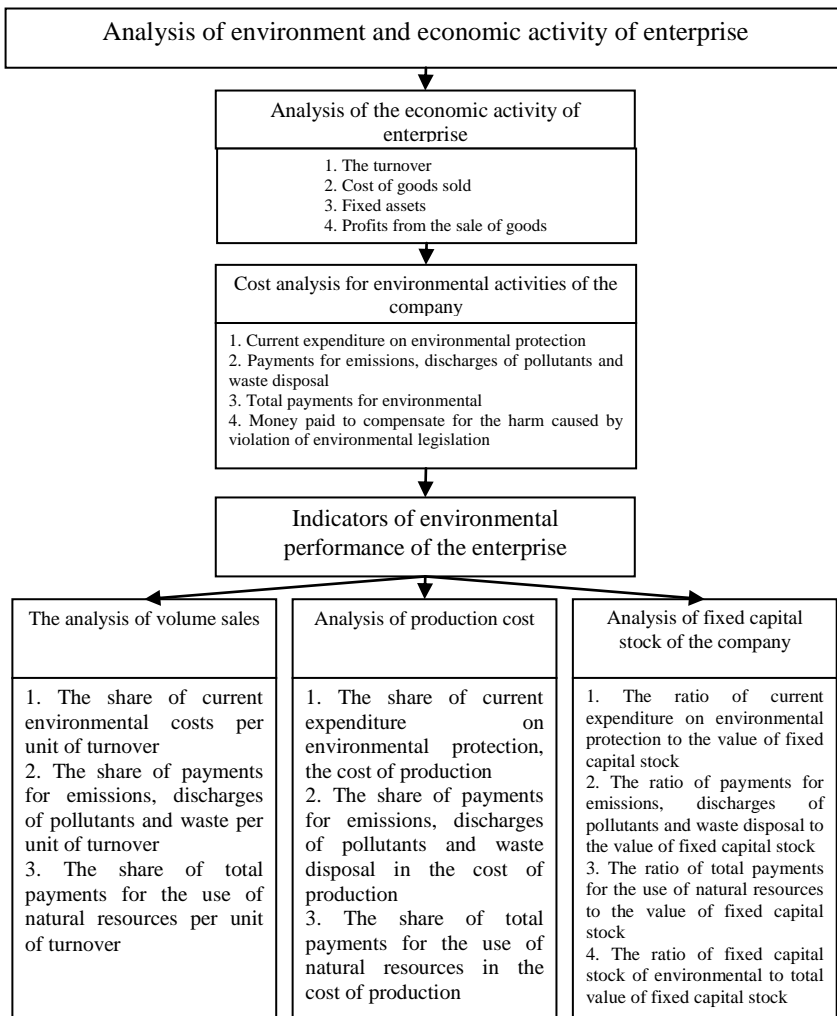 Analysis of environment and economic activity of enterprise
Analysis of the economic activity of
enterprise
1. The turnover
2. Cost of goods sold
3. Fixed assets
4. Profits from the sale of goods
Cost analysis for environmental activities of the
company
1. Current expenditure on environmental protection
2. Payments for emissions, discharges of pollutants and
waste disposal
3. Total payments for environmental
4. Money paid to compensate for the harm caused by
violation of environmental legislation
Indicators of environmental
performance of the enterprise
The analysis of volume sales
1. The share of current
environmental costs per
unit of turnover
2. The share of payments
for emissions, discharges
of pollutants and waste per
unit of turnover
3. The share of total
payments for the use of
natural resources per unit
of turnover
Analysis of production cost
1. The share of current
expenditure on
environmental protection,
the cost of production
2. The share of payments
for emissions, discharges
of pollutants and waste
disposal in the cost of
production
3. The share of total
payments for the use of
natural resources in the
cost of production
Analysis of fixed capital
stock of the company
1. The ratio of current
expenditure on environmental
protection to the value of fixed
capital stock
2. The ratio of payments for
emissions, discharges of
pollutants and waste disposal to
the value of fixed capital stock
3. The ratio of total payments
for the use of natural resources
to the value of fixed capital
stock
4. The ratio of fixed capital
stock of environmental to total
value of fixed capital stock